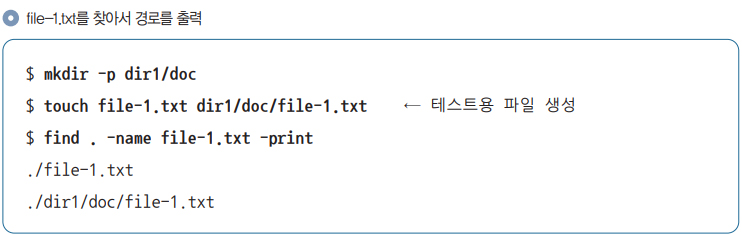 file-1.txt를 찾아서 경로를 출력
$ mkdir -p dir1/doc
$ touch file-1.txt dir1/doc/file-1.txt ← 테스트용 파일 생성
$ find . -name file-1.txt -print
./file-1.txt
./dir1/doc/file-1.txt